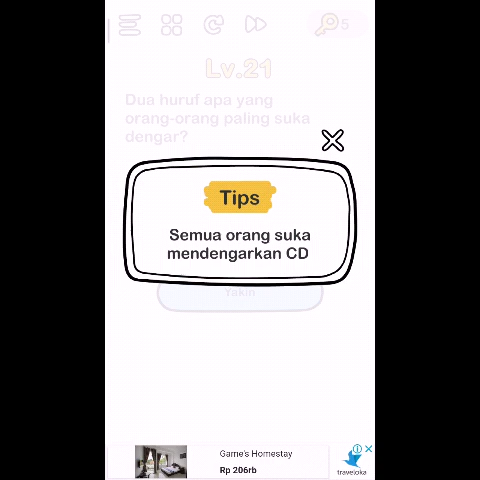 5
Lv.21
Dua huruf apa yang
orang-orang paling suka
dengar?
Tips
Semua orang suka
mendengarkan CD
Yakin
Game's Homestay
Rp 206rb
traveloka